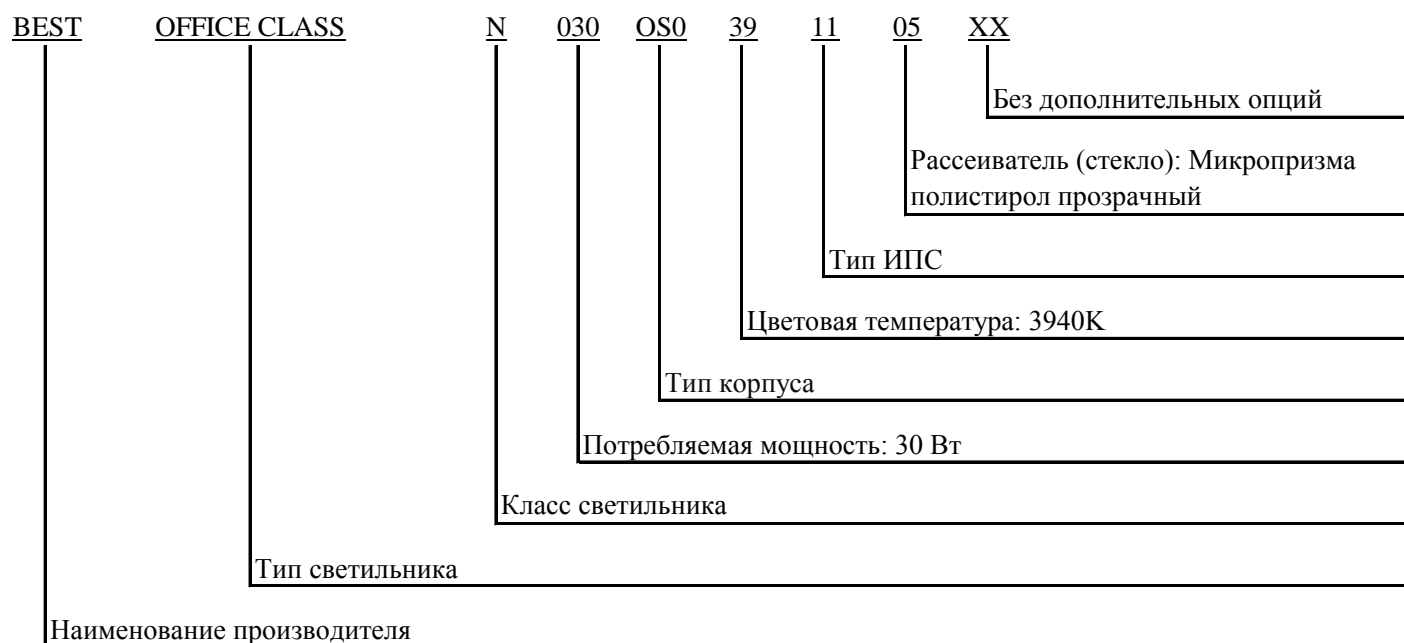 BEST OFFICE CLASS N 030 OS0 39 11 05 XX
Без дополнительных опций
Рассеиватель (стекло): Микропризма
полистирол прозрачный
Тип ИПС
Цветовая температура: 3940K
Тип корпуса
Потребляемая мощность: 30 Вт
Класс светильника
Тип светильника
Наименование производителя